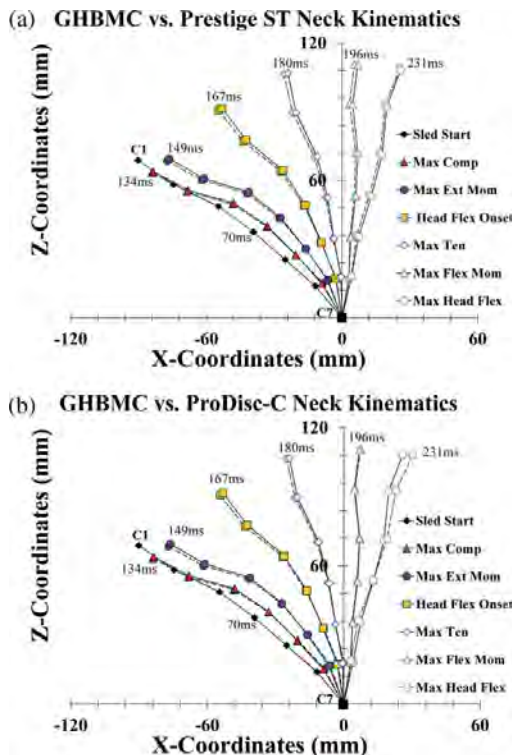 (a) GHBMC vs. Prestige ST Neck Kinematics
120
196ms
231ms
180ms
167ms
C1
149ms
134ms
60
70ms
C7
-120
-60
0
60
Z-Coordinates (mm)
X-Coordinates (mm)
Sled Start
Max Comp
Max Ext Mom
Head Flex Onset
Max Ten
Max Flex Mom
Max Head Flex
(b) GHBMC vs. ProDisc-C Neck Kinematics
120
196ms
231ms
180ms
167ms
C1
149ms
134ms
60
70ms
C7
-120
-60
0
60
Z-Coordinates (mm)
X-Coordinates (mm)
Sled Start
Max Comp
Max Ext Mom
Head Flex Onset
Max Ten
Max Flex Mom
Max Head Flex